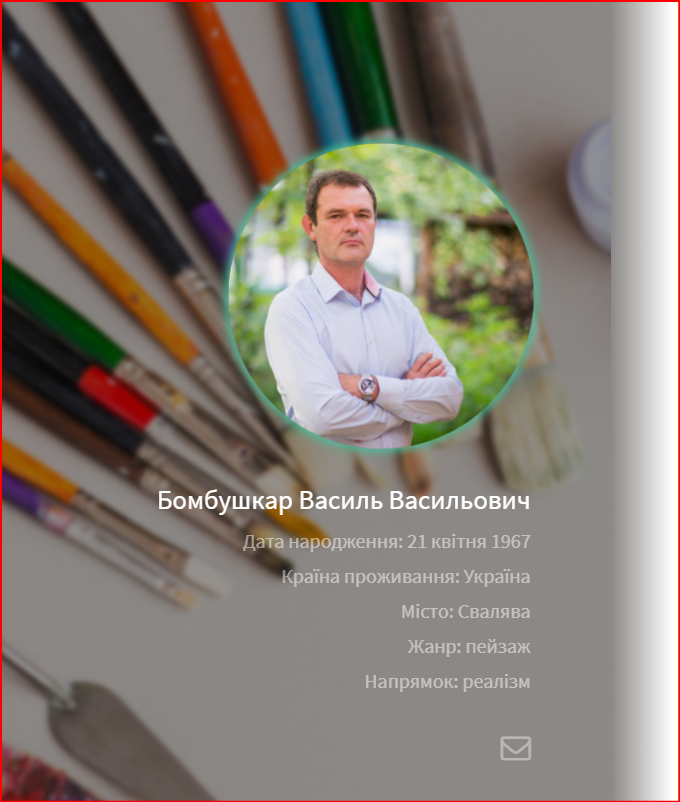 Бомбушкар Василь Васильович
Дата народження: 21 квітня 1967
Країна проживання: Україна
Місто: Свалява
Жанр: пейзаж
Напрямок: реалізм